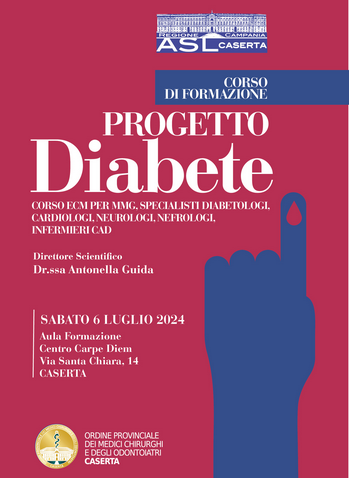 REGIONE CAMPANIA
ASL CASERTA
CORSO
DI FORMAZIONE
PROGETTO
Diabete
CORSO ECM PER MMG, SPECIALISTI DIABETOLOGI,
CARDIOLOGI, NEUROLOGI, NEFROLOGI,
INFERMIERI CAD
Direttore Scientifico
Dr.ssa Antonella Guida
SABATO 6 LUGLIO 2024
Aula Formazione
Centro Carpe Diem
Via Santa Chiara, 14
CASERTA
ORDINE PROVINCIALE
DEI MEDICI CHIRURGHI
E DEGLI ODONTOIATRI
CASERTA